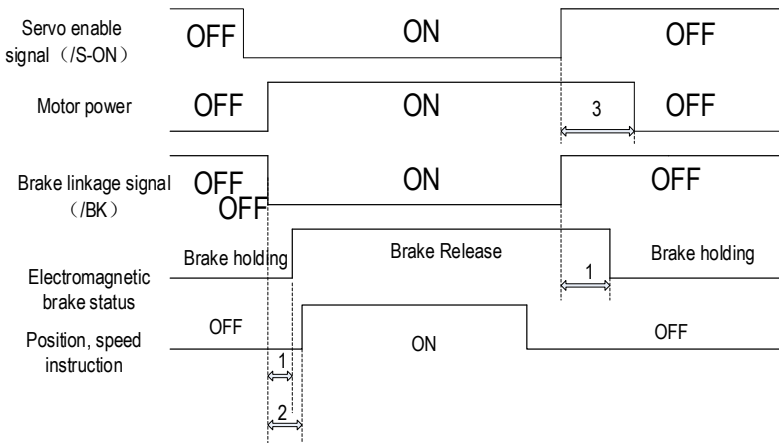 Servo enable
signal（/S-ON）
OFF
ON
OFF
Motor power
OFF
ON
3
OFF
Brake linkage signal
（/BK）
OFF
OFF
ON
OFF
Electromagnetic
brake status
Brake holding
Brake Release
1
Brake holding
Position, speed
instruction
OFF
ON
OFF
1
2